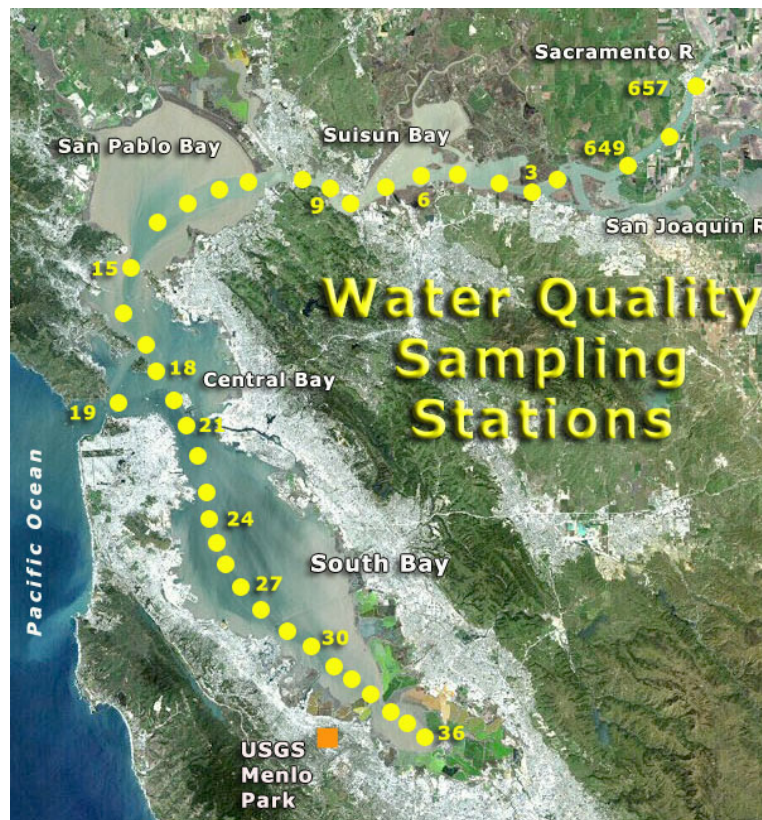 Sacramento R
657
Suisun Bay
San Pablo Bay
649
3
6
9
San Joaquin R
15
Water Quality
Sampling
Stations
18
Central Bay
19
21
Pacific Ocean
24
South Bay
27
30
36
USGS
Menlo
Park